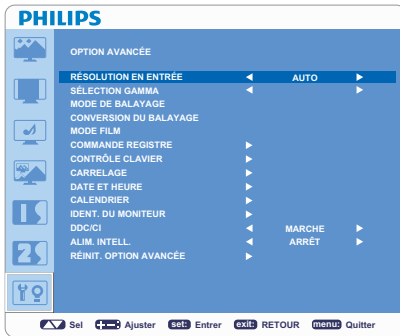 PHILIPS
OPTION AVANCÉE
RÉSOLUTION EN ENTRÉE AUTO
SÉLECTION GAMMA
MODE DE BALAYAGE
CONVERSION DU BALAYAGE
MODE FILM
COMMANDE REGISTRE
CONTRÔLE CLAVIER
CARRELAGE
DATE ET HEURE
CALENDRIER
IDENT. DU MONITEUR
DDC/CI MARCHE
ALIM. INTELL. ARRÊT
RÉINIT. OPTION AVANCÉE
Sel Ajuster set: Entrer exit: RETOUR menu: Quitter